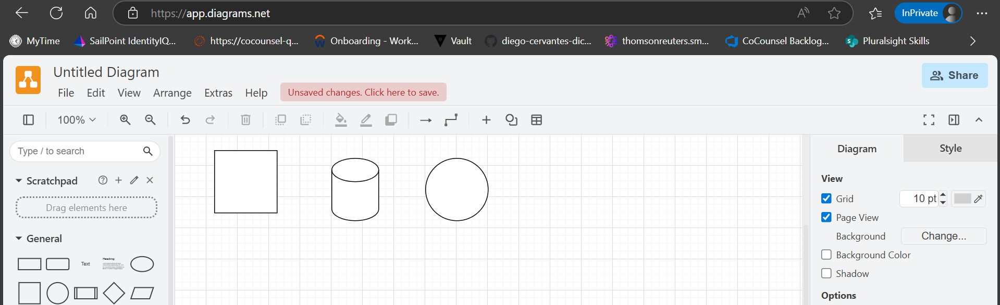 https://app.diagrams.net
InPrivate
MyTime
SailPoint IdentityIQ...
https://cocounsel-q...
Onboarding - Work...
Vault
diego-cervantes-dic...
thomsonreuters.sm...
CoCounsel Backlog...
Pluralsight Skills
Untitled Diagram
Share
File Edit View Arrange Extras Help
Unsaved changes. Click here to save.
100%
Type / to search
Scratchpad
Drag elements here
General
Text
Heading
Diagram
Style
View
Grid
10 pt
Page View
Background
Change...
Background Color
Shadow
Options